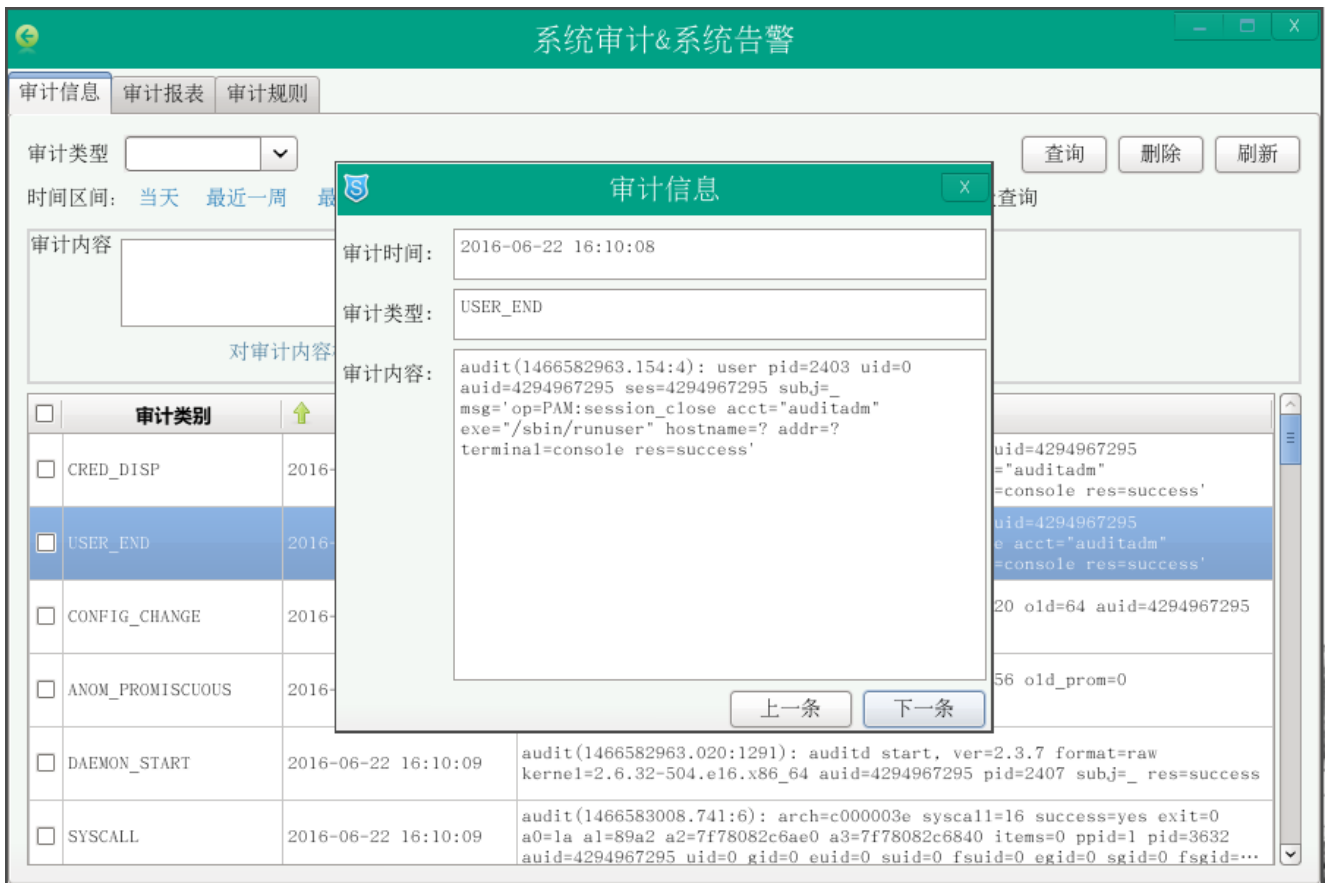 系统审计&系统告警
审计信息 审计报表 审计规则
审计类型 查询 删除 刷新
时间区间: 当天 最近一周 查询
审计内容
对审计内容
审计信息
X
审计时间: 2016-06-22 16:10:08
审计类型: USER_END
审计内容: audit(1466582963.154:4): user pid=2403 uid=0
auid=4294967295 ses=4294967295 subj=_
msg='op=PAM:session_close acct="auditadm"
exe="/sbin/runuser" hostname=? addr=?
terminal=console res=success'
上一条 下一条
审计类别
CRED_DISP 2016-
uid=4294967295
="auditadm"
=console res=success'
USER_END 2016-
uid=4294967295
e acct="auditadm"
=console res=success'
CONFIG_CHANGE 2016- 20 old=64 auid=4294967295
ANOM_PROMISCUOUS 2016- 56 old_prom=0
DAEMON_START 2016-06-22 16:10:09 audit(1466582963.020:1291): auditd start, ver=2.3.7 format=raw
kernel=2.6.32-504.el6.x86_64 auid=4294967295 pid=2407 subj=_ res=success
SYSCALL 2016-06-22 16:10:09 audit(1466583008.741:6): arch=c000003e syscall=16 success=yes exit=0
a0=1a a1=89a2 a2=7f78082c6ae0 a3=7f78082c6840 items=0 ppid=1 pid=3632
auid=4294967295 uid=0 gid=0 euid=0 suid=0 fsuid=0 egid=0 sgid=0 fsgid=…